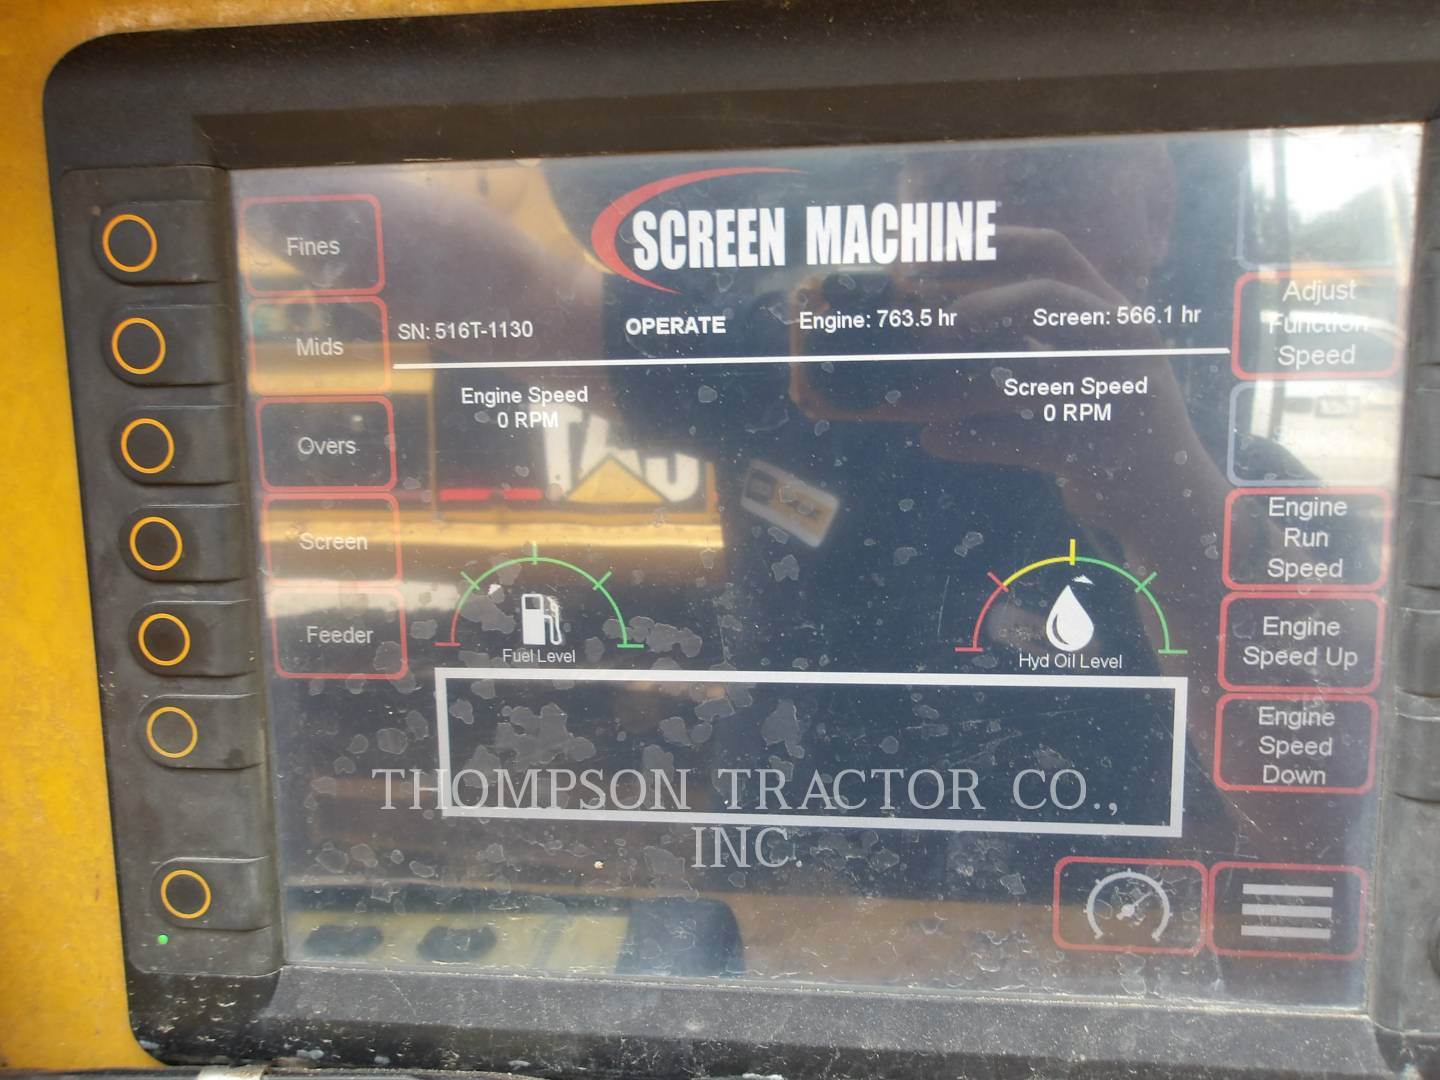 SCREEN MACHINE
SN: 516T-1130
OPERATE
Engine: 763.5 hr
Screen: 566.1 hr
Engine Speed
0 RPM
Screen Speed
0 RPM
Fines
Mids
Overs
Screen
Feeder
Fuel Level
Hyd Oil Level
Adjust
Function
Speed
Engine
Run
Speed
Engine
Speed Up
Engine
Speed
Down
THOMPSON TRACTOR CO.,
INC.